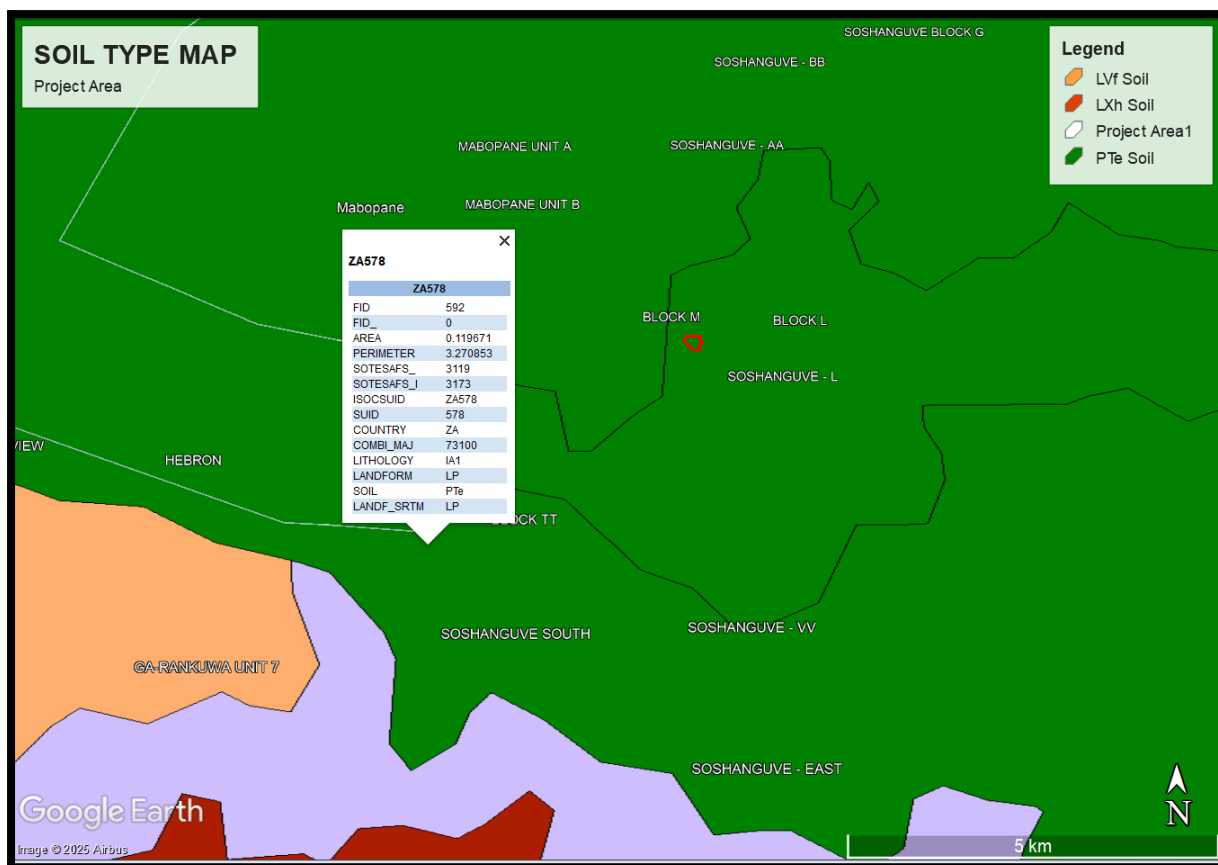 SOIL TYPE MAP
Project Area
SOSHANGUVE BLOCK G
SOSHANGUVE - BB
Legend
LVf Soil
LXh Soil
Project Area1
PTe Soil
MABOPANE UNIT A
SOSHANGUVE - AA
Mabopane
MABOPANE UNIT B
ZA578
ZA578
FID 592
FID_ 0
AREA 0.119671
PERIMETER 3.270853
SOTESAFS_ 3119
SOTESAFS_I 3173
ISOCSUID ZA578
SUID 578
COUNTRY ZA
COMBI_MAJ 73100
LITHOLOGY IA1
LANDFORM LP
SOIL PTe
LANDF_SRTM LP
BLOCK M
BLOCK L
SOSHANGUVE - L
HEBRON
OCK TT
SOSHANGUVE SOUTH
SOSHANGUVE - VV
GA-RANKUWA UNIT 7
SOSHANGUVE - EAST
N
Google Earth
Image © 2025 Airbus
5 km